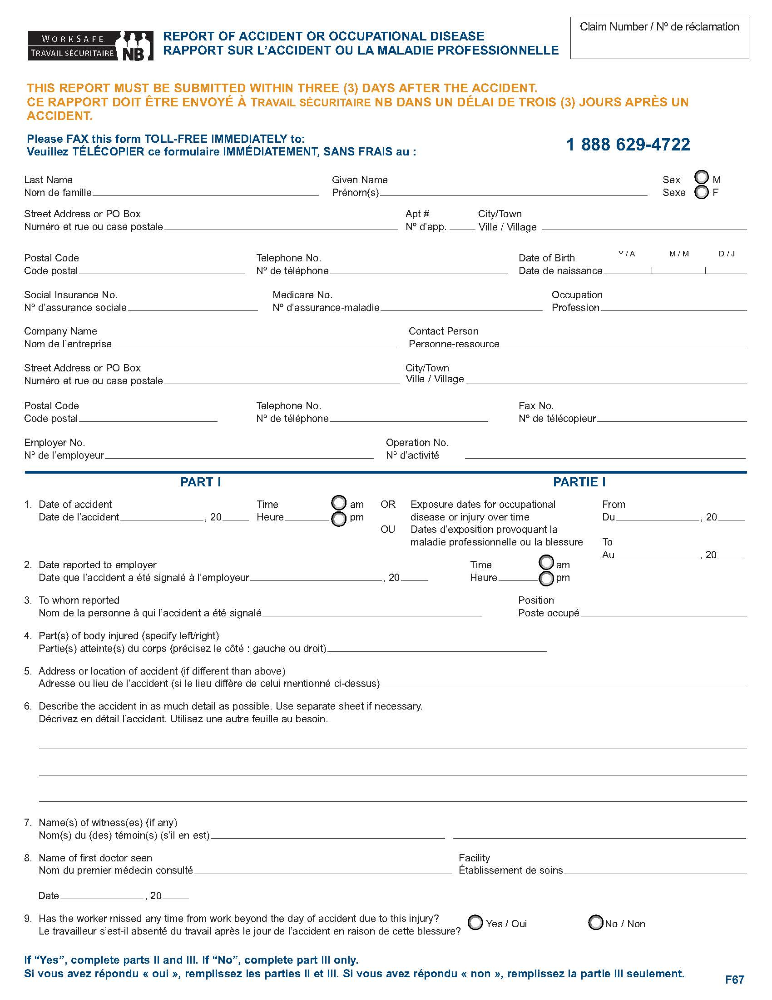 WORKSAFE
TRAVAIL SÉCURITAIRE NB
REPORT OF ACCIDENT OR OCCUPATIONAL DISEASE
RAPPORT SUR L’ACCIDENT OU LA MALADIE PROFESSIONNELLE
Claim Number / Nº de réclamation
THIS REPORT MUST BE SUBMITTED WITHIN THREE (3) DAYS AFTER THE ACCIDENT.
CE RAPPORT DOIT ÊTRE ENVOYÉ À TRAVAIL SÉCURITAIRE NB DANS UN DÉLAI DE TROIS (3) JOURS APRÈS UN
ACCIDENT.
Please FAX this form TOLL-FREE IMMEDIATELY to:
Veuillez TÉLÉCOPIER ce formulaire IMMÉDIATEMENT, SANS FRAIS au :
1 888 629-4722
Last Name Given Name Sex M
Nom de famille Prénom(s) Sexe F
Street Address or PO Box Apt # City/Town
Numéro et rue ou case postale Nº d’app. Ville / Village
Y / A M / M D / J
Postal Code Telephone No. Date of Birth
Code postal Nº de téléphone Date de naissance
Social Insurance No. Medicare No. Occupation
Nº d’assurance sociale Nº d’assurance-maladie Profession
Company Name Contact Person
Nom de l’entreprise Personne-ressource
Street Address or PO Box City/Town
Numéro et rue ou case postale Ville / Village
Postal Code Telephone No. Fax No.
Code postal Nº de téléphone Nº de télécopieur
Employer No. Operation No.
Nº de l’employeur Nº d’activité
PART I PARTIE I
1. Date of accident Time am OR Exposure dates for occupational From
Date de l’accident , 20 Heure pm disease or injury over time Du , 20
OU Dates d’exposition provoquant la
maladie professionnelle ou la blessure To
Au , 20
2. Date reported to employer Time am
Date que l’accident a été signalé à l’employeur , 20 Heure pm
3. To whom reported Position
Nom de la personne à qui l’accident a été signalé Poste occupé
4. Part(s) of body injured (specify left/right)
Partie(s) atteinte(s) du corps (précisez le côté : gauche ou droit)
5. Address or location of accident (if different than above)
Adresse ou lieu de l’accident (si le lieu diffère de celui mentionné ci-dessus)
6. Describe the accident in as much detail as possible. Use separate sheet if necessary.
Décrivez en détail l’accident. Utilisez une autre feuille au besoin.
7. Name(s) of witness(es) (if any)
Nom(s) du (des) témoin(s) (s’il en est)
8. Name of first doctor seen Facility
Nom du premier médecin consulté Établissement de soins
Date , 20
9. Has the worker missed any time from work beyond the day of accident due to this injury? Yes / Oui No / Non
Le travailleur s’est-il absenté du travail après le jour de l’accident en raison de cette blessure?
If “Yes”, complete parts II and III. If “No”, complete part III only.
Si vous avez répondu « oui », remplissez les parties II et III. Si vous avez répondu « non », remplissez la partie III seulement.
F67